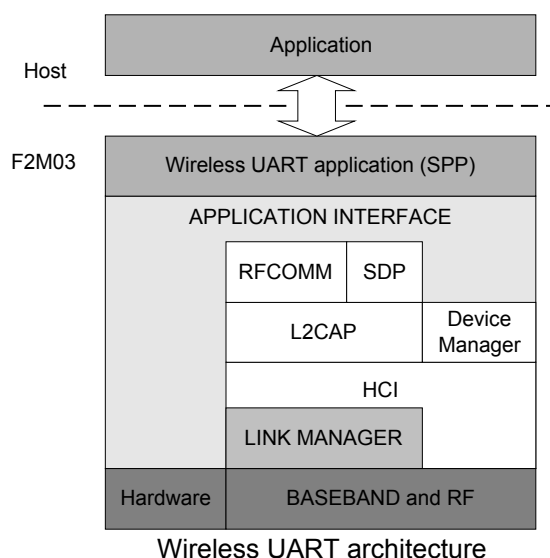 Application
Host
F2M03
Wireless UART application (SPP)
APPLICATION INTERFACE
RFCOMM
SDP
L2CAP
Device
Manager
HCI
LINK MANAGER
Hardware
BASEBAND and RF
Wireless UART architecture